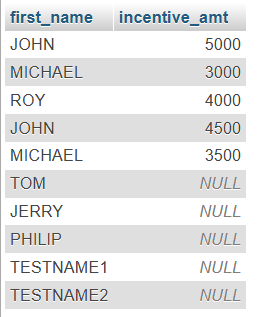 first_name incentive_amt
JOHN 5000
MICHAEL 3000
ROY 4000
JOHN 4500
MICHAEL 3500
TOM NULL
JERRY NULL
PHILIP NULL
TESTNAME1 NULL
TESTNAME2 NULL